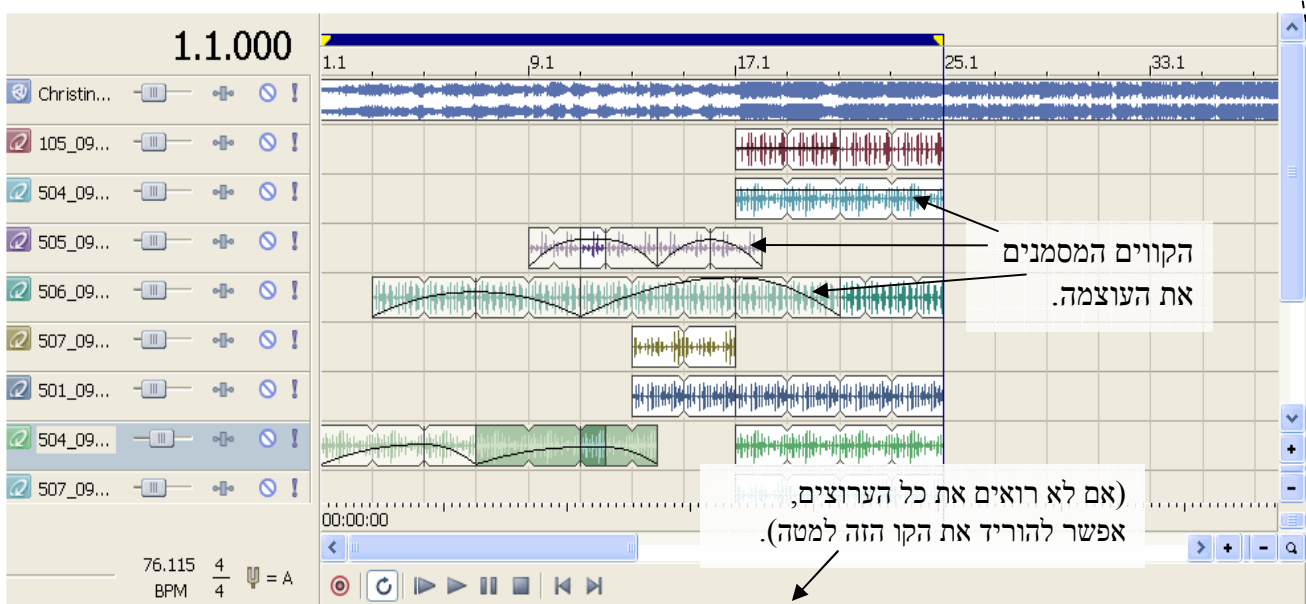 1.1.000
1.1 9.1 17.1 25.1 33.1
Christin...
105_09...
504_09...
505_09...
הקווים המסמנים
את העוצמה.
506_09...
507_09...
501_09...
504_09...
507_09...
(אם לא רואים את כל הערוצים,
אפשר להוריד את הקו הזה למטה).
00:00:00
76.115 4
BPM 4 = A